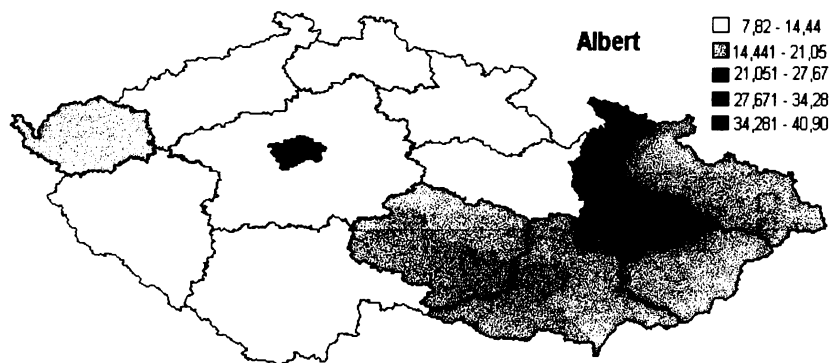 Albert
7,82 - 14,44
14,441 - 21,05
21,051 - 27,67
27,671 - 34,28
34,281 - 40,90